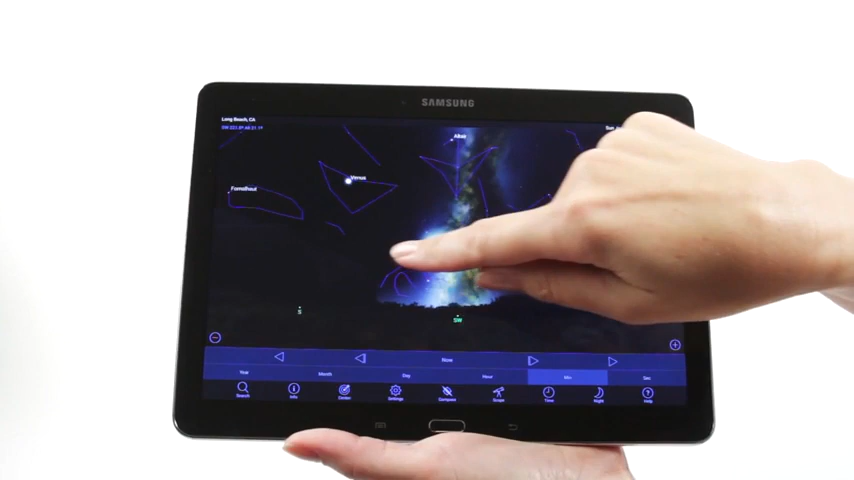 SAMSUNG
Long Beach, CA
Sun
Altair
Venus
Fomalhaut
S
SW
Now
Year
Month
Day
Hour
Min
Sec
Search
Info
Center
Settings
Compass
Scope
Time
Night
Help